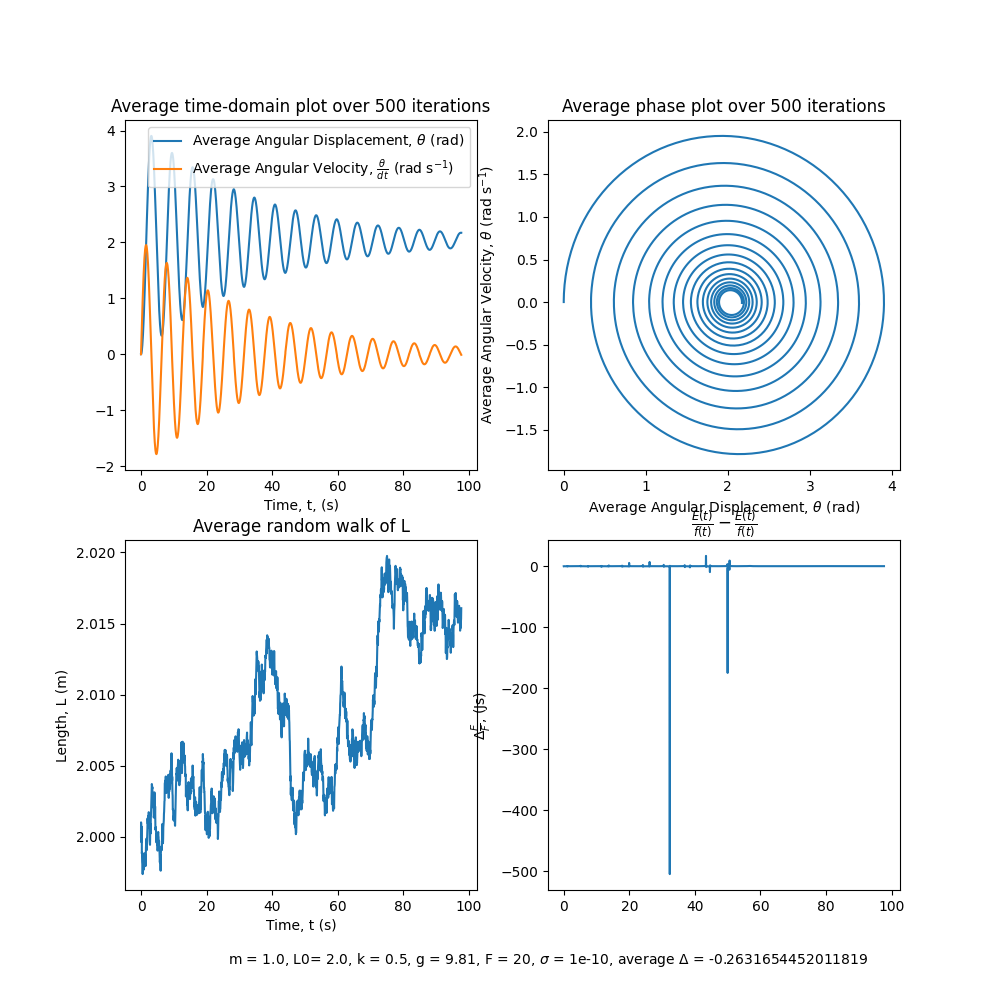 Average time-domain plot over 500 iterations
Average Angular Displacement, θ (rad)
Average Angular Velocity, θ/dt (rad s⁻¹)
4
3
2
1
0
−1
−2
0 20 40 60 80 100
Time, t, (s)
Average phase plot over 500 iterations
Average Angular Velocity, θ (rad s⁻¹)
2.0
1.5
1.0
0.5
0.0
−0.5
−1.0
−1.5
0 1 2 3 4
Average Angular Displacement, θ (rad)
Average random walk of L
Length, L (m)
2.020
2.015
2.010
2.005
2.000
0 20 40 60 80 100
Time, t (s)
E(t)/f(t) − E(t)/f(t)
Δ E/F, (Js)
0
−100
−200
−300
−400
−500
0 20 40 60 80 100
m = 1.0, L0= 2.0, k = 0.5, g = 9.81, F = 20, σ = 1e-10, average Δ = -0.2631654452011819